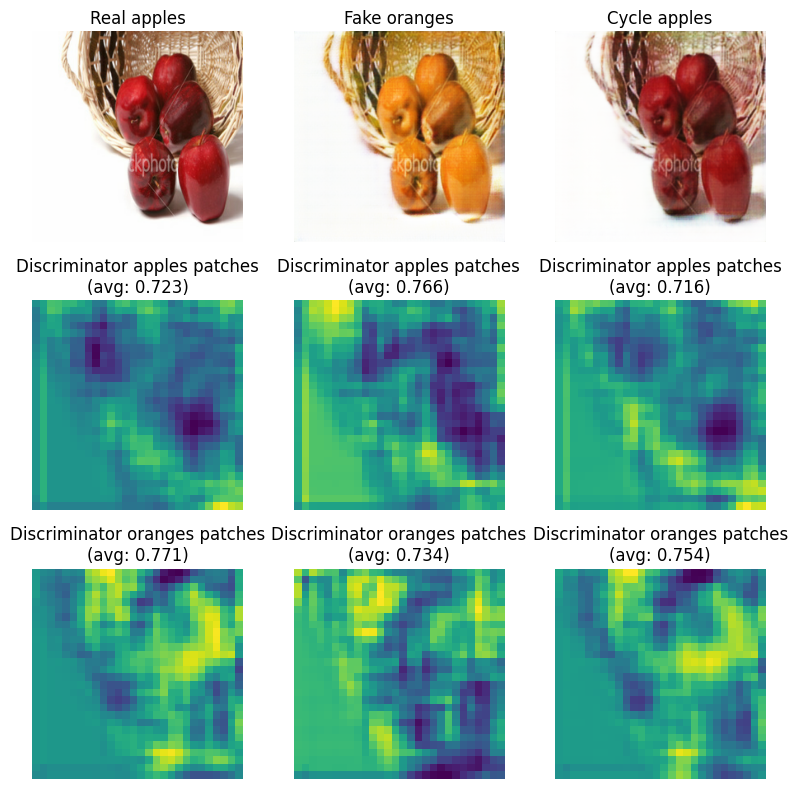 Real apples
Fake oranges
Cycle apples
ckphoto
ckphoto
ckphoto
Discriminator apples patches
(avg: 0.723)
Discriminator apples patches
(avg: 0.766)
Discriminator apples patches
(avg: 0.716)
Discriminator oranges patches
(avg: 0.771)
Discriminator oranges patches
(avg: 0.734)
Discriminator oranges patches
(avg: 0.754)